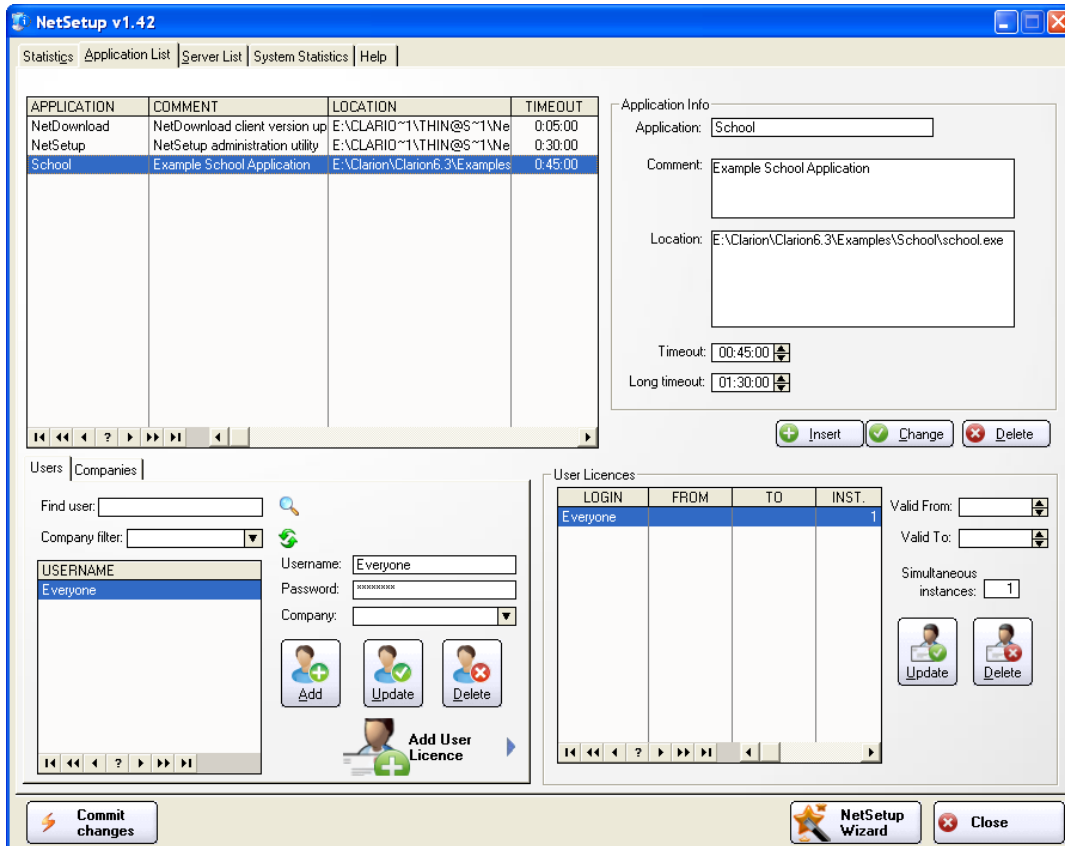 NetSetup v1.42
Statistics Application List Server List System Statistics Help
APPLICATION COMMENT LOCATION TIMEOUT
NetDownload NetDownload client version up E:\CLARIO~1\THIN@S~1\Ne 0:05:00
NetSetup NetSetup administration utility E:\CLARIO~1\THIN@S~1\Ne 0:30:00
School Example School Application E:\Clarion\Clarion6.3\Examples 0:45:00
?
Application Info
Application: School
Comment: Example School Application
Location: E:\Clarion\Clarion6.3\Examples\School\school.exe
Timeout: 00:45:00
Long timeout: 01:30:00
Insert Change Delete
Users Companies
Find user:
Company filter:
USERNAME
Everyone
?
Username: Everyone
Password: ××××××××
Company:
Add Update Delete
Add User
Licence
User Licences
LOGIN FROM TO INST.
Everyone 1
?
Valid From:
Valid To:
Simultaneous
instances: 1
Update Delete
Commit
changes
NetSetup
Wizard
Close